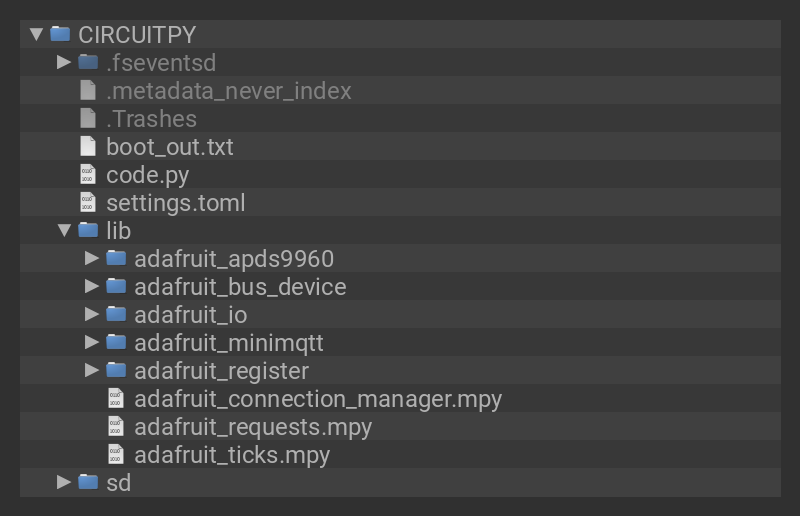 CIRCUITPY
.fseventsd
.metadata_never_index
.Trashes
boot_out.txt
code.py
settings.toml
lib
adafruit_apds9960
adafruit_bus_device
adafruit_io
adafruit_minimqtt
adafruit_register
adafruit_connection_manager.mpy
adafruit_requests.mpy
adafruit_ticks.mpy
sd